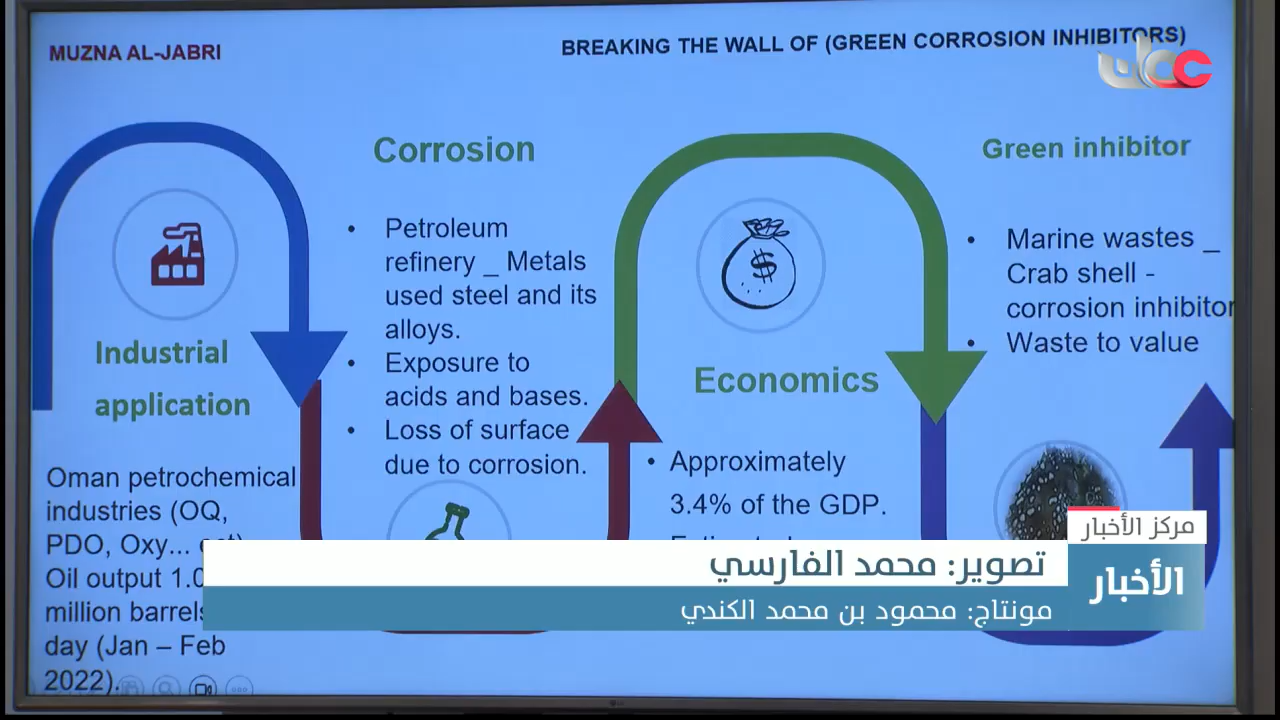 MUZNA AL-JABRI
BREAKING THE WALL OF (GREEN CORROSION INHIBITORS)
Industrial
application
Oman petrochemical
industries (OQ,
PDO, Oxy...
Oil output
million barrels
day (Jan – Feb
2022).
Corrosion
• Petroleum
refinery _ Metals
used steel and its
alloys.
• Exposure to
acids and bases.
• Loss of surface
due to corrosion.
$
Economics
• Approximately
3.4% of the GDP.
Green inhibitor
• Marine wastes _
Crab shell -
corrosion inhibitor
• Waste to value
مركز الأخبار
الأخبار
تصوير: محمد الفارسي
مونتاج: محمود بن محمد الكندي
LG